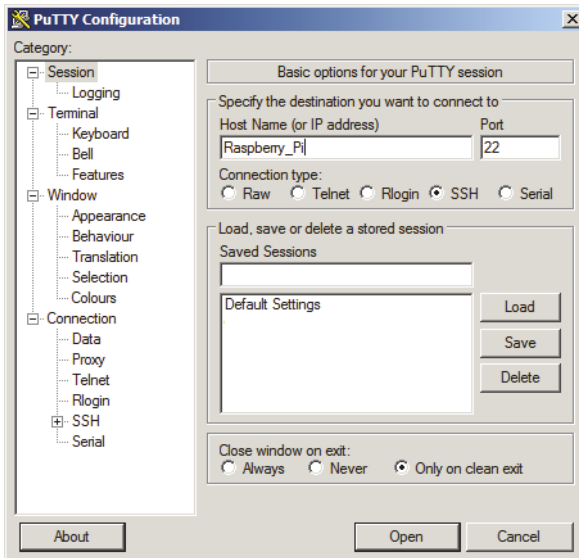 PuTTY Configuration
Category:
Session
Logging
Terminal
Keyboard
Bell
Features
Window
Appearance
Behaviour
Translation
Selection
Colours
Connection
Data
Proxy
Telnet
Rlogin
SSH
Serial
Basic options for your PuTTY session
Specify the destination you want to connect to
Host Name (or IP address) Port
Raspberry_Pi 22
Connection type:
Raw Telnet Rlogin SSH Serial
Load, save or delete a stored session
Saved Sessions
Default Settings
Load
Save
Delete
Close window on exit:
Always Never Only on clean exit
About Open Cancel